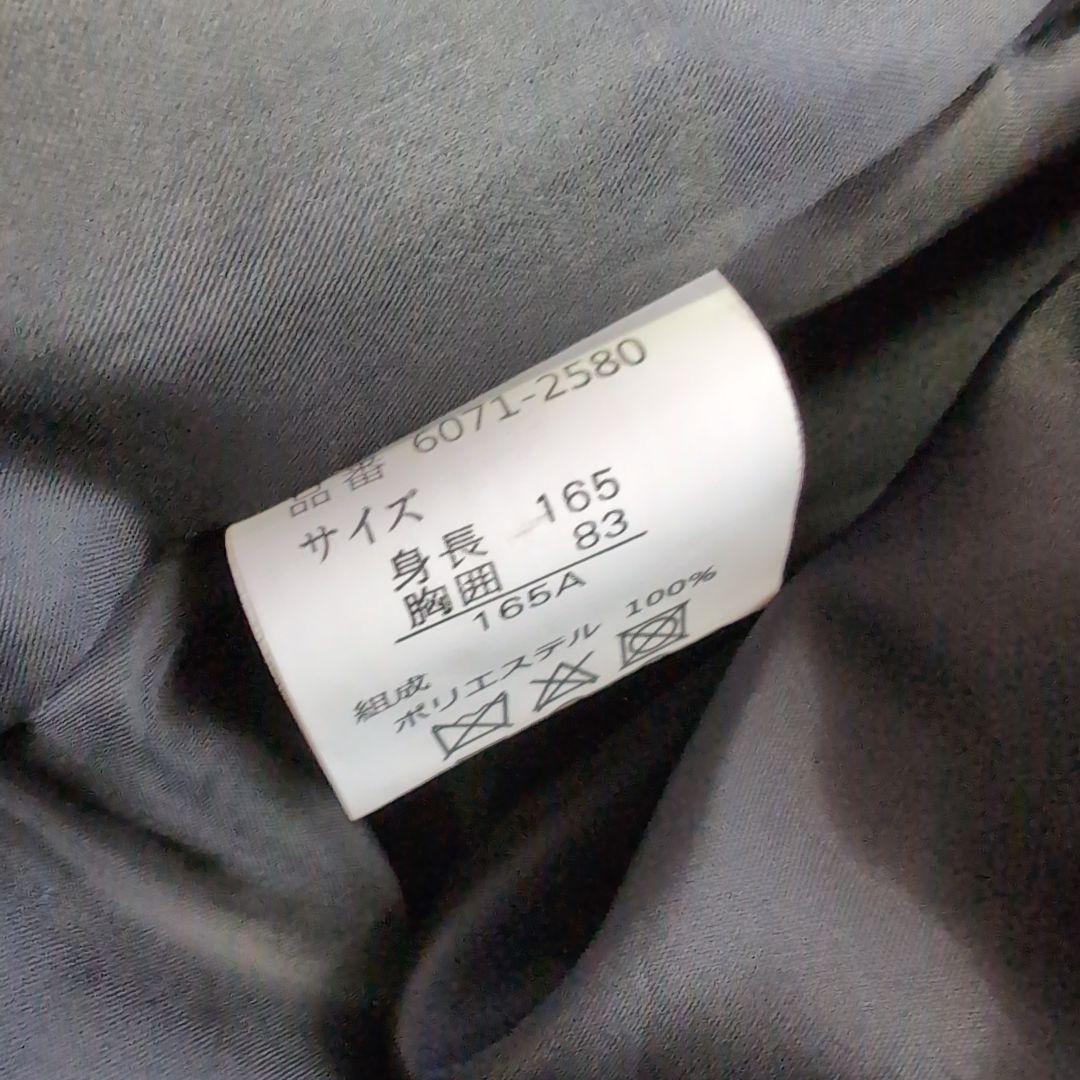 品番 6071-2580
サイズ
身長 165
胸囲 83
165A
組成
ポリエステル 100%